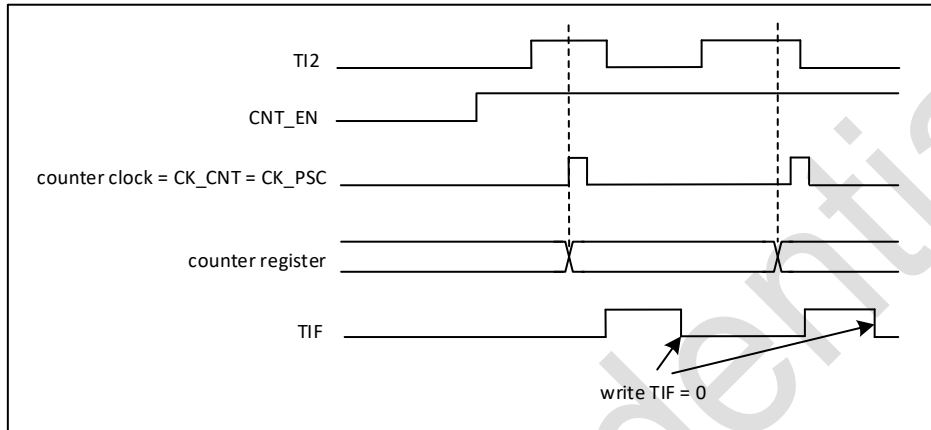 TI2
CNT_EN
counter clock = CK_CNT = CK_PSC
counter register
TIF
write TIF = 0